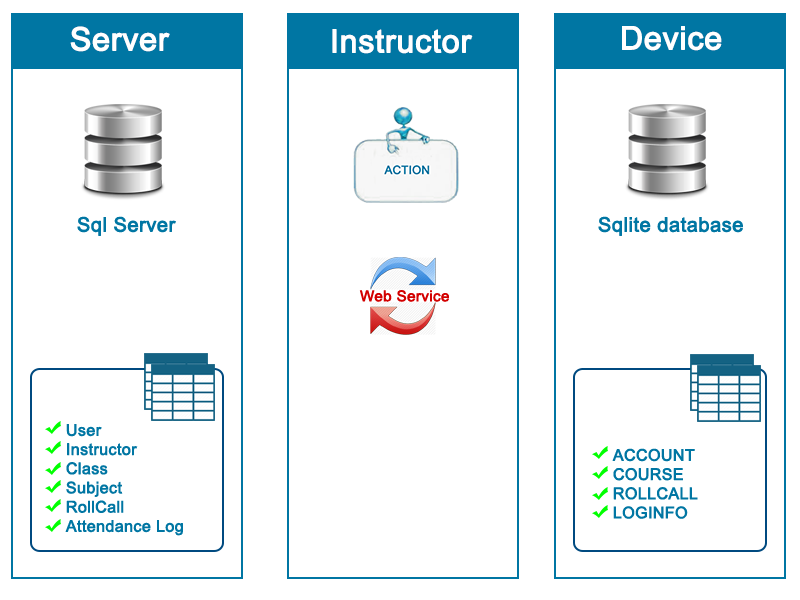 Server
Sql Server
User
Instructor
Class
Subject
RollCall
Attendance Log
Instructor
ACTION
Web Service
Device
Sqlite database
ACCOUNT
COURSE
ROLLCALL
LOGINFO